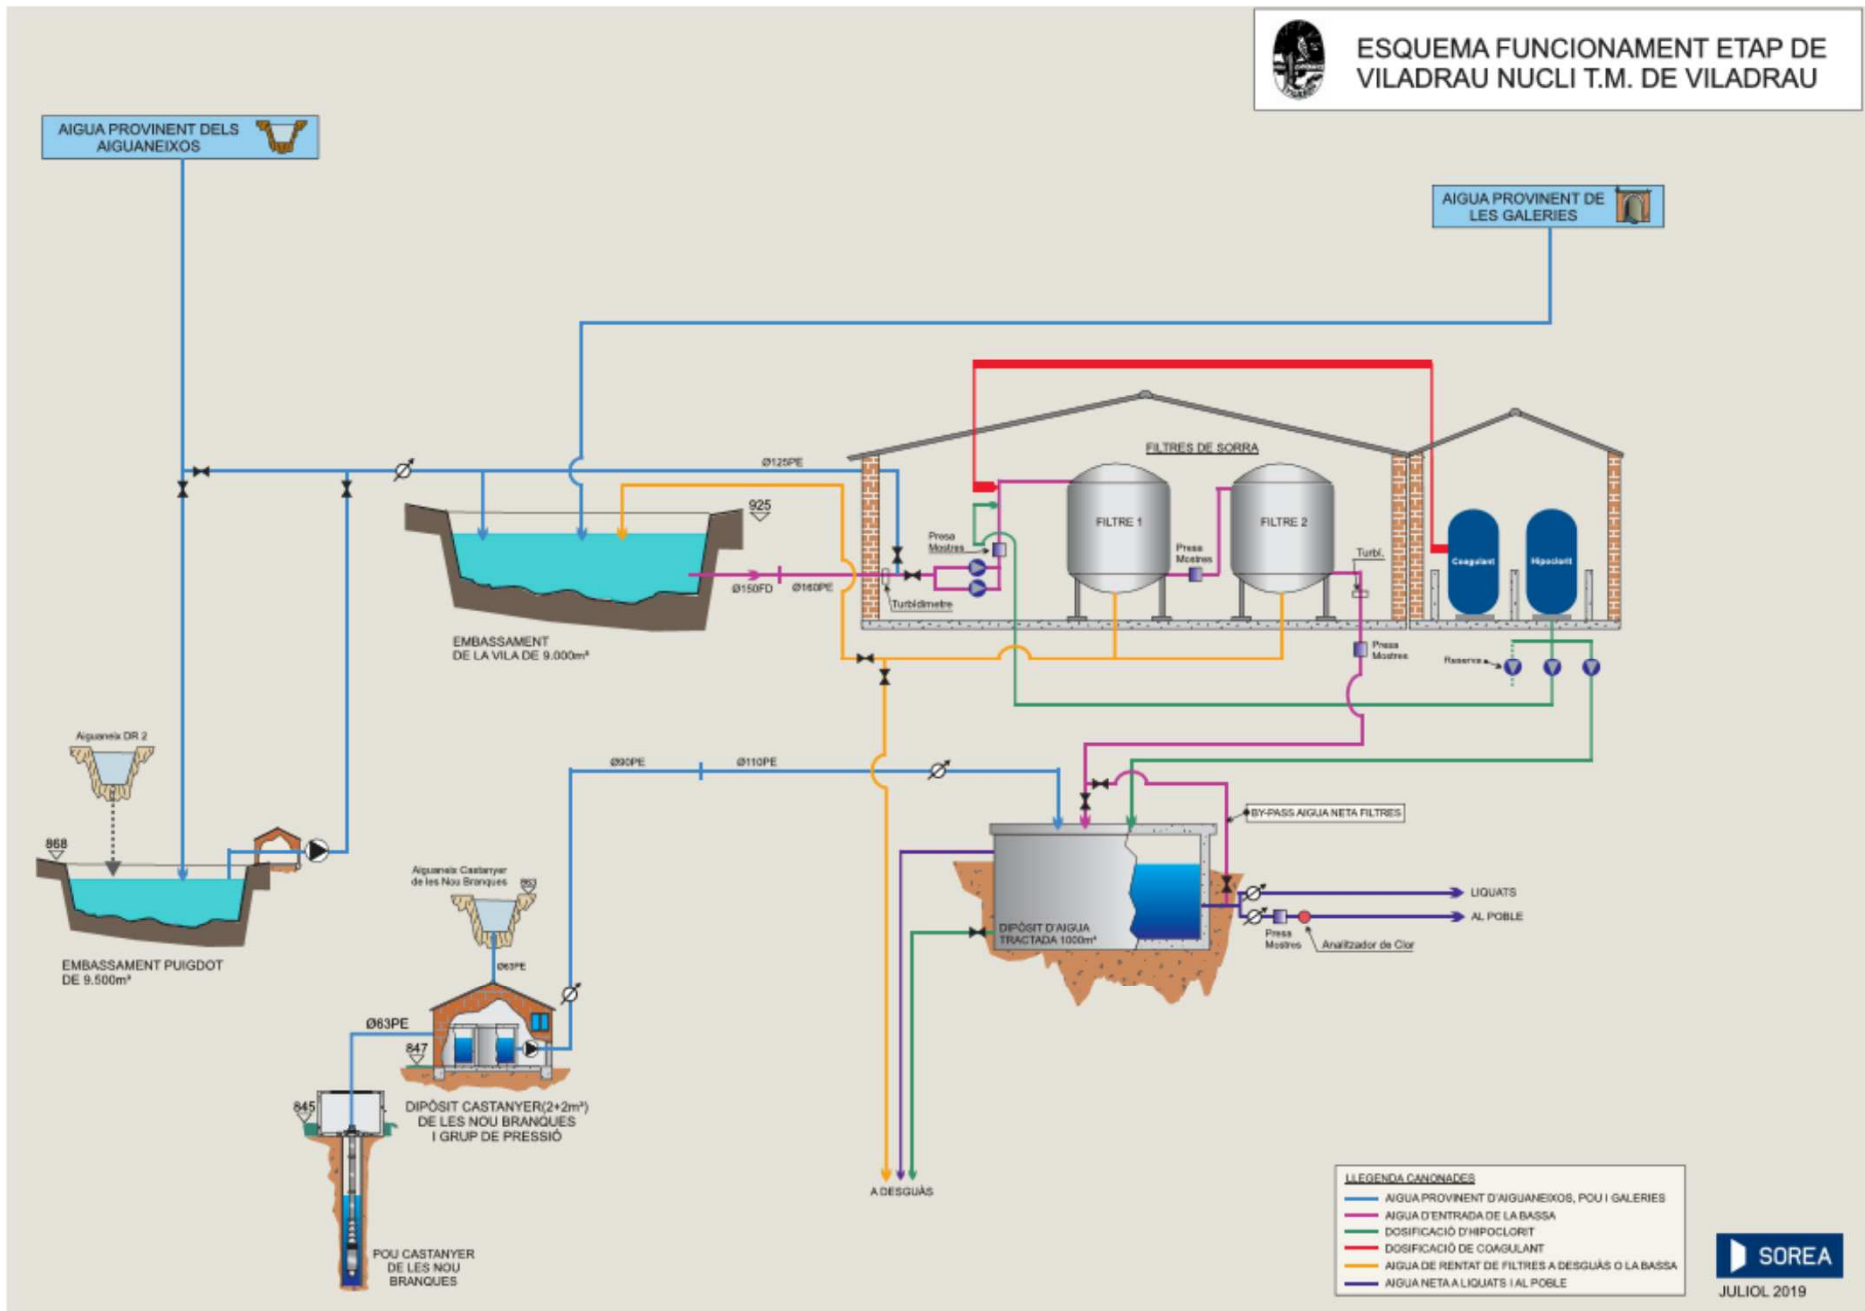 ESQUEMA FUNCIONAMENT ETAP DE
VILADRAU NUCLI T.M. DE VILADRAU
AIGUA PROVINENT DELS
AIGUANEIXOS
AIGUA PROVINENT DE
LES GALERIES
FILTRES DE SORRA
Ø125PE
925
FILTRE 1
FILTRE 2
Presa
Mostres
Presa
Mostres
Turbí.
Coagulant
Hipoclorit
Ø150FD
Ø160PE
Turbidímetre
EMBASSAMENT
DE LA VILA DE 9.000m³
Presa
Mostres
Reserva
Aiguaneix DR 2
Ø90PE
Ø110PE
BY-PASS AIGUA NETA FILTRES
868
Aiguaneix Castanyer
de les Nou Branques
863
LIQUATS
AL POBLE
DIPÒSIT D'AIGUA
TRACTADA 1000m³
Presa
Mostres
Analitzador de Clor
EMBASSAMENT PUIGDOT
DE 9.500m³
Ø63PE
Ø63PE
847
845
DIPÒSIT CASTANYER(2+2m³)
DE LES NOU BRANQUES
I GRUP DE PRESSIÓ
A DESGUÀS
POU CASTANYER
DE LES NOU
BRANQUES
LLEGENDA CANONADES
AIGUA PROVINENT D'AIGUANEIXOS, POU I GALERIES
AIGUA D'ENTRADA DE LA BASSA
DOSIFICACIÓ D'HIPOCLORIT
DOSIFICACIÓ DE COAGULANT
AIGUA DE RENTAT DE FILTRES A DESGUÀS O LA BASSA
AIGUA NETA A LIQUATS I AL POBLE
SOREA
JULIOL 2019